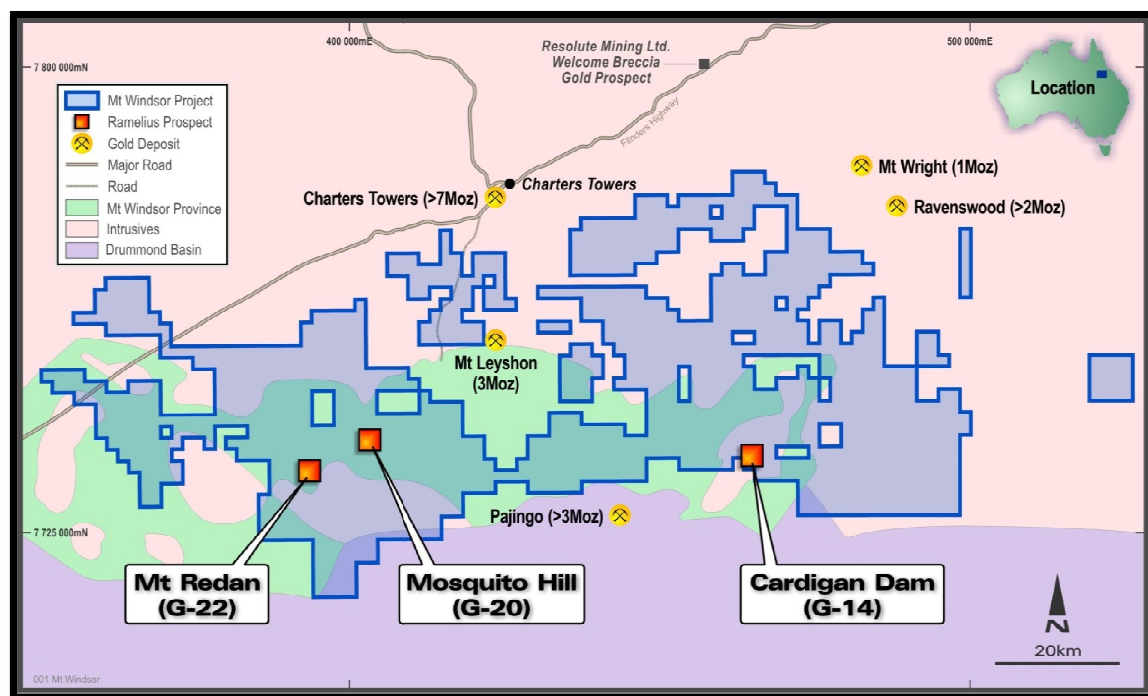 400 000mE
500 000mE
7 800 000mN
Resolute Mining Ltd.
Welcome Breccia
Gold Prospect
Location
Mt Windsor Project
Ramelius Prospect
Gold Deposit
Major Road
Road
Mt Windsor Province
Intrusives
Drummond Basin
Flinders Highway
Charters Towers (>7Moz)
Charters Towers
Mt Wright (1Moz)
Ravenswood (>2Moz)
Mt Leyshon
(3Moz)
Pajingo (>3Moz)
7 725 000mN
Mt Redan
(G-22)
Mosquito Hill
(G-20)
Cardigan Dam
(G-14)
N
20km
001 Mt Windsor